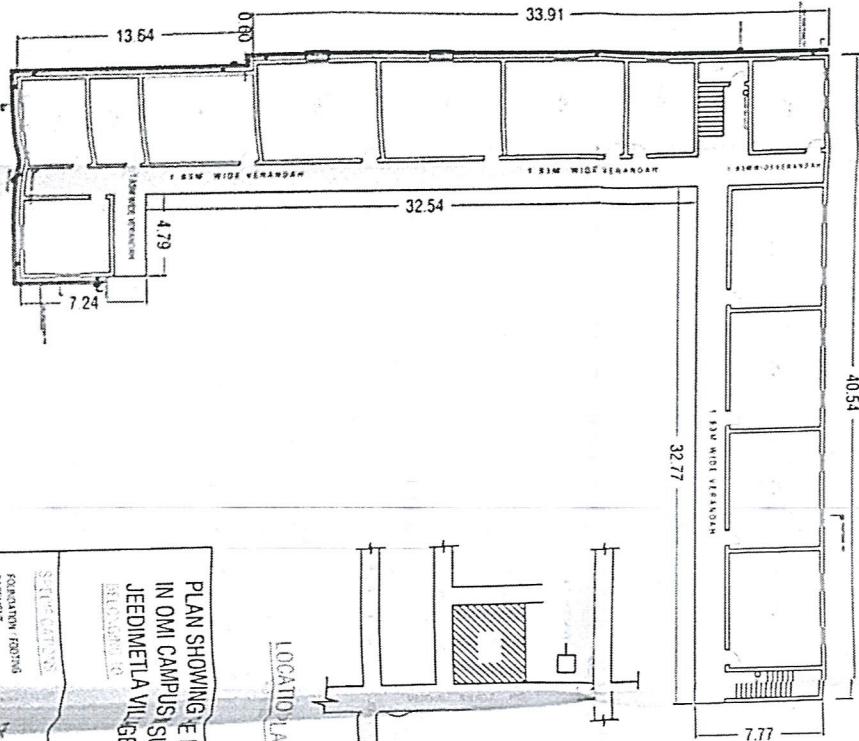 33.91
13.64
0.60
1.83M WIDE VERANDAH
1.83M WIDE VERANDAH
32.54
1.83M WIDE VERANDAH
4.79
7.24
40.54
32.77
1.83M WIDE VERANDAH
7.77
PLAN SHOWING
IN OMI CAMPUS
BELONGING TO
JEEDIMETLA
SPECIFICATIONS
FOUNDATION / FOOTING